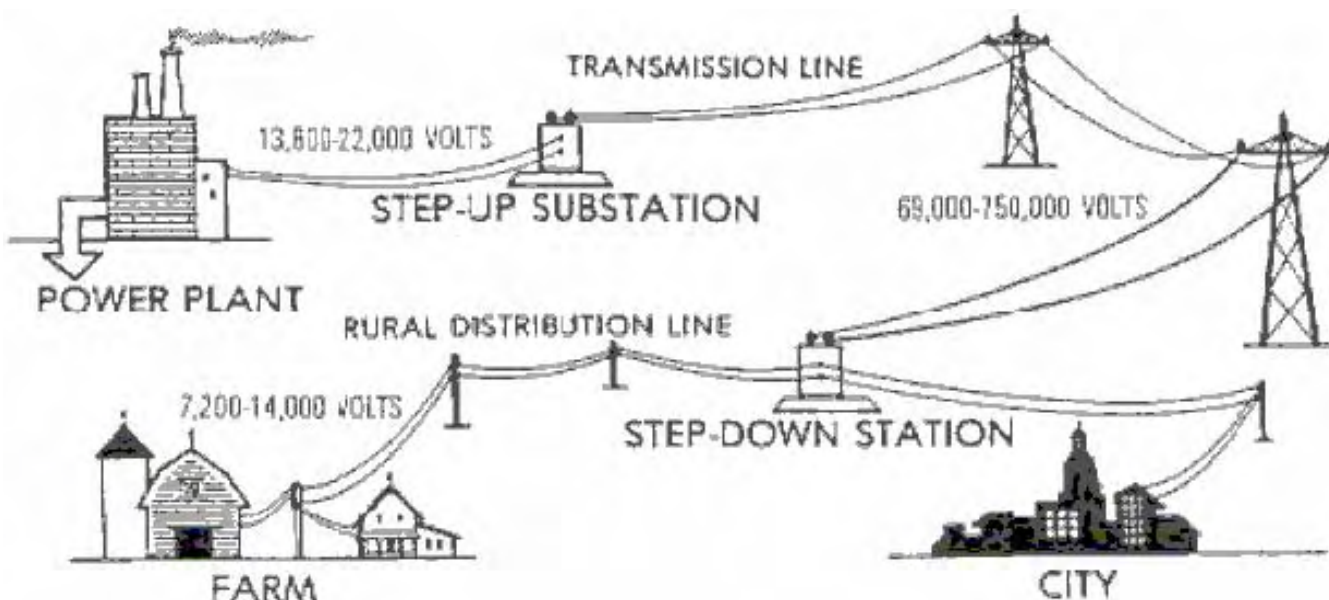 TRANSMISSION LINE
13,800-22,000 VOLTS
STEP-UP SUBSTATION
69,000-750,000 VOLTS
POWER PLANT
RURAL DISTRIBUTION LINE
7,200-14,000 VOLTS
STEP-DOWN STATION
FARM
CITY